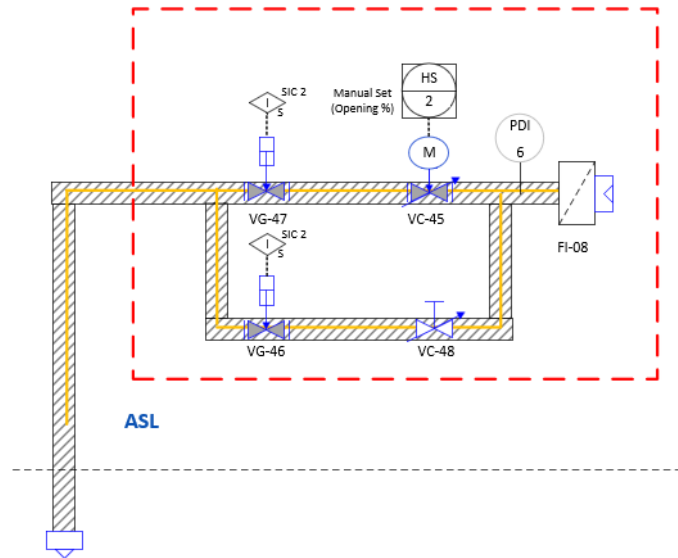 SIC 2
I
S
Manual Set
(Opening %)
HS
2
M
PDI
6
VG-47
VC-45
FI-08
SIC 2
I
S
VG-46
VC-48
ASL